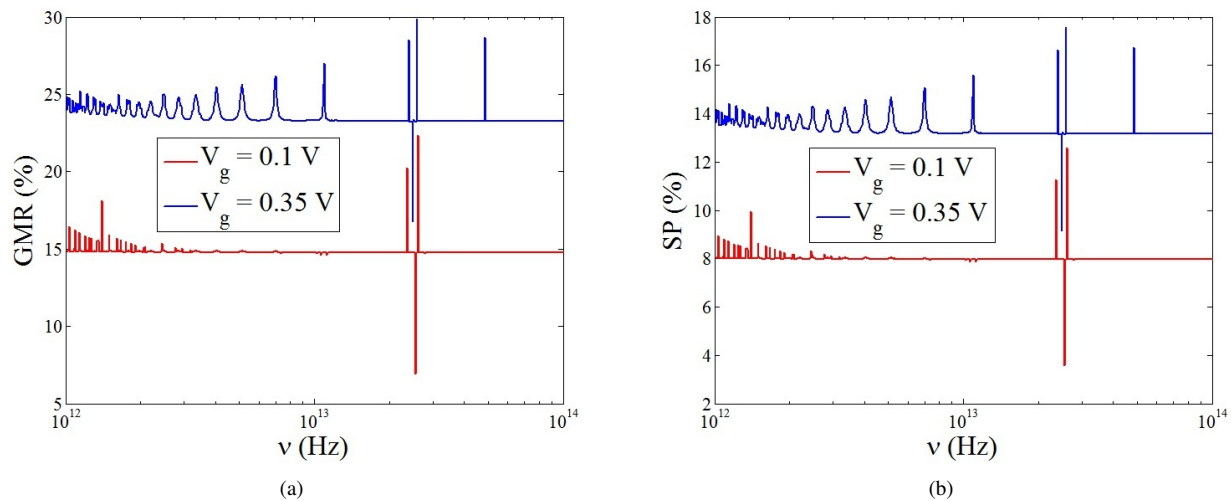 30
25
20
15
10
5
GMR (%)
V_g = 0.1 V
V_g = 0.35 V
10^12
10^13
10^14
ν (Hz)
(a)
18
16
14
12
10
8
6
4
2
SP (%)
V_g = 0.1 V
V_g = 0.35 V
10^12
10^13
10^14
ν (Hz)
(b)